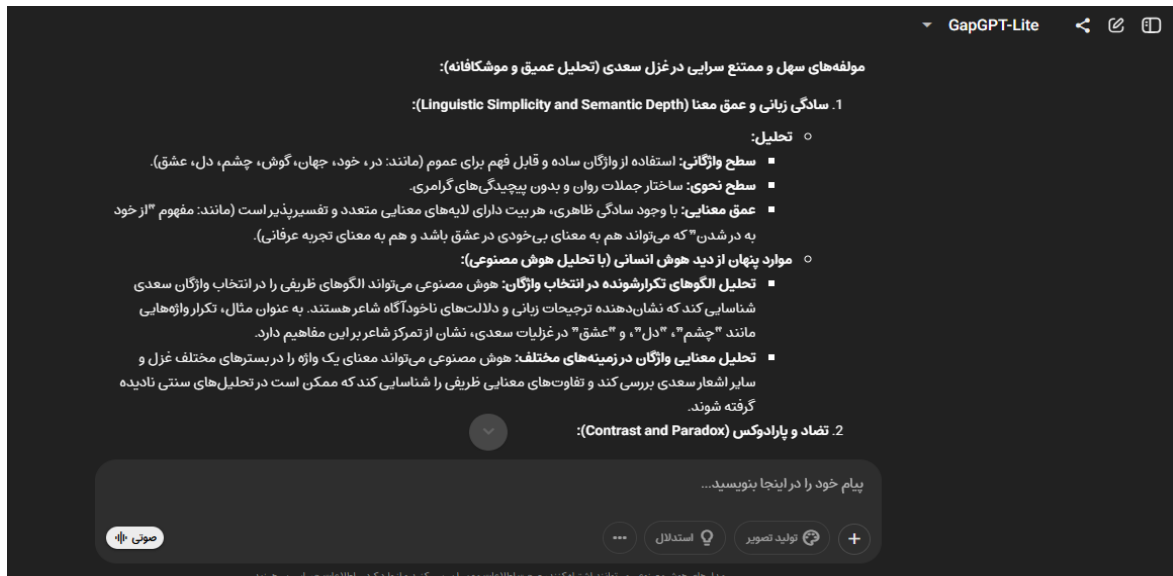 GapGPT-Lite
مولفه‌های سهل و ممتنع سرایی در غزل سعدی (تحلیل عمیق و موشکافانه):
1. سادگی زبانی و عمق معنا (Linguistic Simplicity and Semantic Depth):
○ تحلیل:
▪ سطح واژگانی: استفاده از واژگان ساده و قابل فهم برای عموم (مانند: در ، خود، جهان، گوش، چشم، دل، عشق).
▪ سطح نحوی: ساختار جملات روان و بدون پیچیدگی‌های گرامری.
▪ عمق معنایی: با وجود سادگی ظاهری، هر بیت دارای لایه‌های معنایی متعدد و تفسیرپذیر است (مانند: مفهوم "از خود
به در شدن" که می‌تواند هم به معنای بی‌خودی در عشق باشد و هم به معنای تجربه عرفانی).
○ موارد پنهان از دید هوش انسانی (با تحلیل هوش مصنوعی):
▪ تحلیل الگوهای تکرارشونده در انتخاب واژگان: هوش مصنوعی می‌تواند الگوهای ظریفی را در انتخاب واژگان سعدی
شناسایی کند که نشان‌دهنده ترجیحات زبانی و دلالت‌های ناخودآگاه شاعر هستند. به عنوان مثال، تکرار واژه‌هایی
مانند "چشم"، "دل"، و "عشق" در غزلیات سعدی، نشان از تمرکز شاعر بر این مفاهیم دارد.
▪ تحلیل معنایی واژگان در زمینه‌های مختلف: هوش مصنوعی می‌تواند معنای یک واژه را در بسترهای مختلف غزل و
سایر اشعار سعدی بررسی کند و تفاوت‌های معنایی ظریفی را شناسایی کند که ممکن است در تحلیل‌های سنتی نادیده
گرفته شوند.
2. تضاد و پارادوکس (Contrast and Paradox):
پیام خود را در اینجا بنویسید...
+ تولید تصویر استدلال ... صوتی